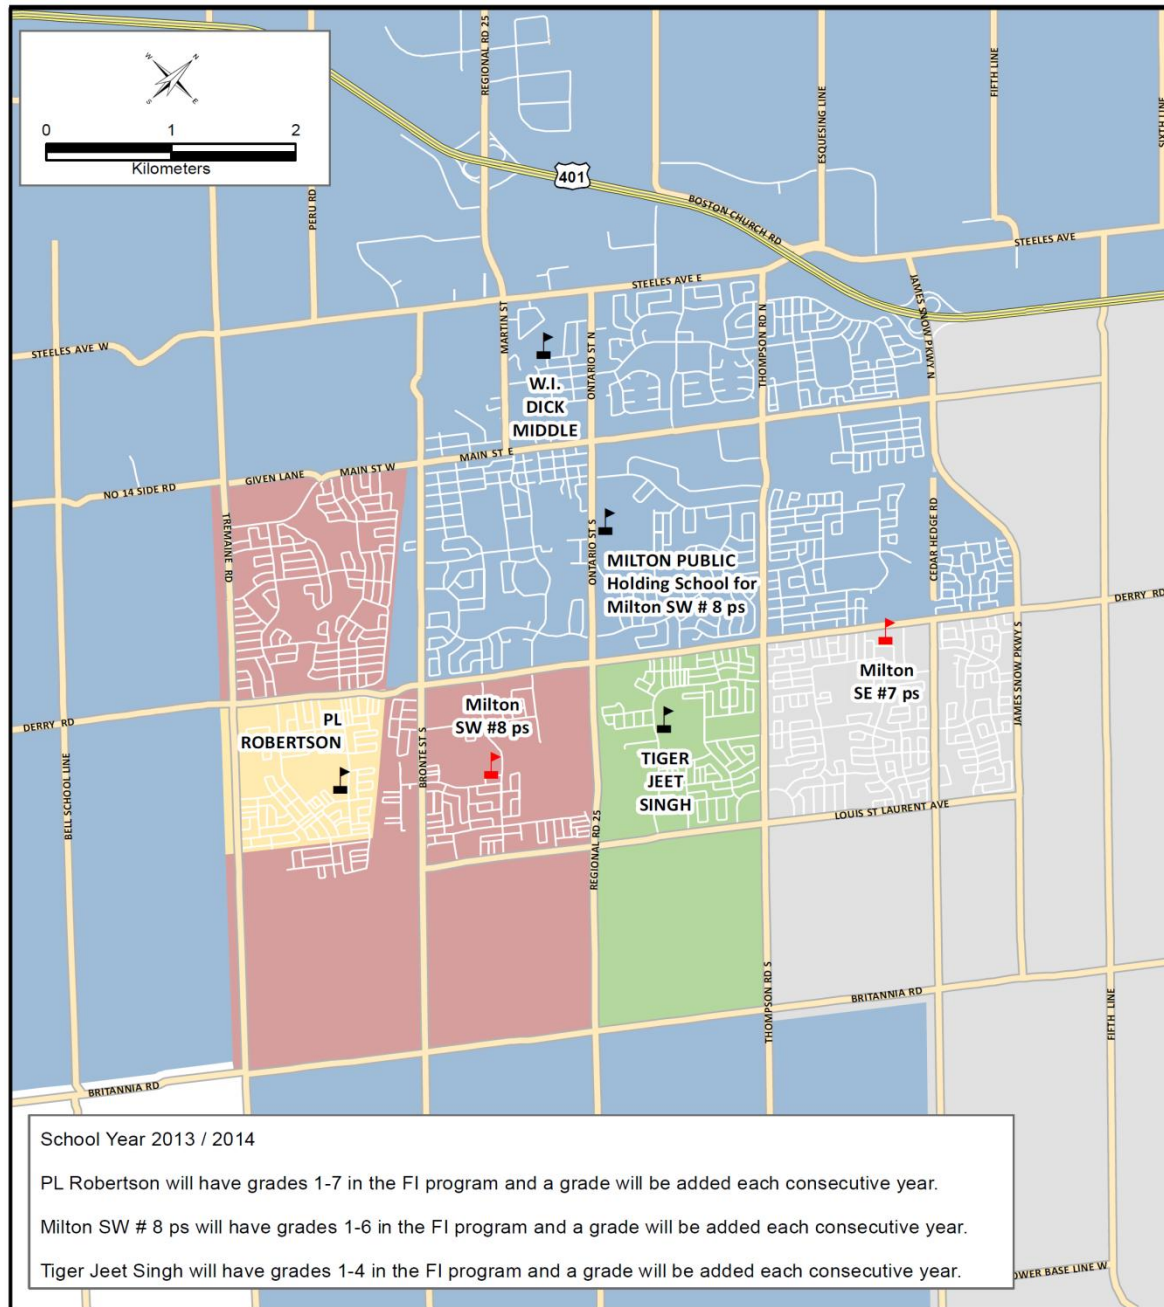 W
N
S
E
0
1
2
Kilometers
REGIONAL RD 25
PERU RD
401
ESQUESING LINE
FIFTH LINE
SIXTH LINE
BOSTON CHURCH RD
STEELES AVE
STEELES AVE E
JAMES SNOW PKWY N
STEELES AVE W
MARTIN ST
ONTARIO ST N
THOMPSON RD N
W.I.
DICK
MIDDLE
MAIN ST E
MAIN ST W
GIVEN LANE
NO 14 SIDE RD
TREMAINE RD
ONTARIO ST S
CEDAR HEDGE RD
MILTON PUBLIC
Holding School for
Milton SW # 8 ps
DERRY RD
Milton
SE #7 ps
JAMES SNOW PKWY S
DERRY RD
PL
ROBERTSON
Milton
SW #8 ps
BRONTE ST S
TIGER
JEET
SINGH
BELL SCHOOL LINE
LOUIS ST LAURENT AVE
REGIONAL RD 25
THOMPSON RD S
BRITANNIA RD
FIFTH LINE
BRITANNIA RD
School Year 2013 / 2014
PL Robertson will have grades 1-7 in the FI program and a grade will be added each consecutive year.
Milton SW # 8 ps will have grades 1-6 in the FI program and a grade will be added each consecutive year.
Tiger Jeet Singh will have grades 1-4 in the FI program and a grade will be added each consecutive year.
OWER BASE LINE W